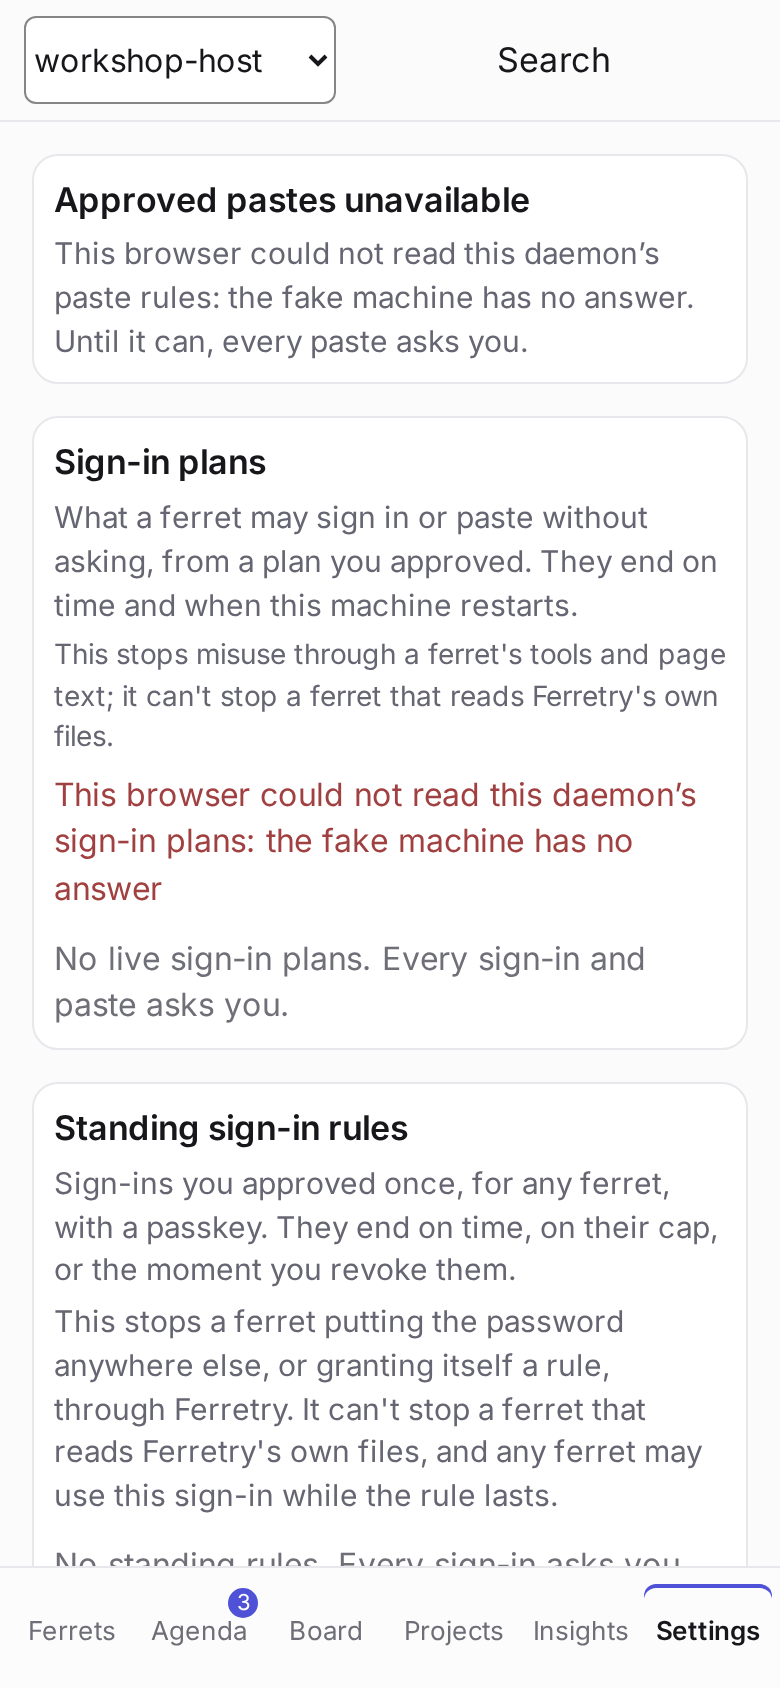 workshop-host
Search
Approved pastes unavailable
This browser could not read this daemon’s
paste rules: the fake machine has no answer.
Until it can, every paste asks you.
Sign-in plans
What a ferret may sign in or paste without
asking, from a plan you approved. They end on
time and when this machine restarts.
This stops misuse through a ferret's tools and page
text; it can't stop a ferret that reads Ferretry's own
files.
This browser could not read this daemon’s
sign-in plans: the fake machine has no
answer
No live sign-in plans. Every sign-in and
paste asks you.
Standing sign-in rules
Sign-ins you approved once, for any ferret,
with a passkey. They end on time, on their cap,
or the moment you revoke them.
This stops a ferret putting the password
anywhere else, or granting itself a rule,
through Ferretry. It can't stop a ferret that
reads Ferretry's own files, and any ferret may
use this sign-in while the rule lasts.
No standing rules. Every sign-in asks you.
3
Ferrets Agenda Board Projects Insights Settings